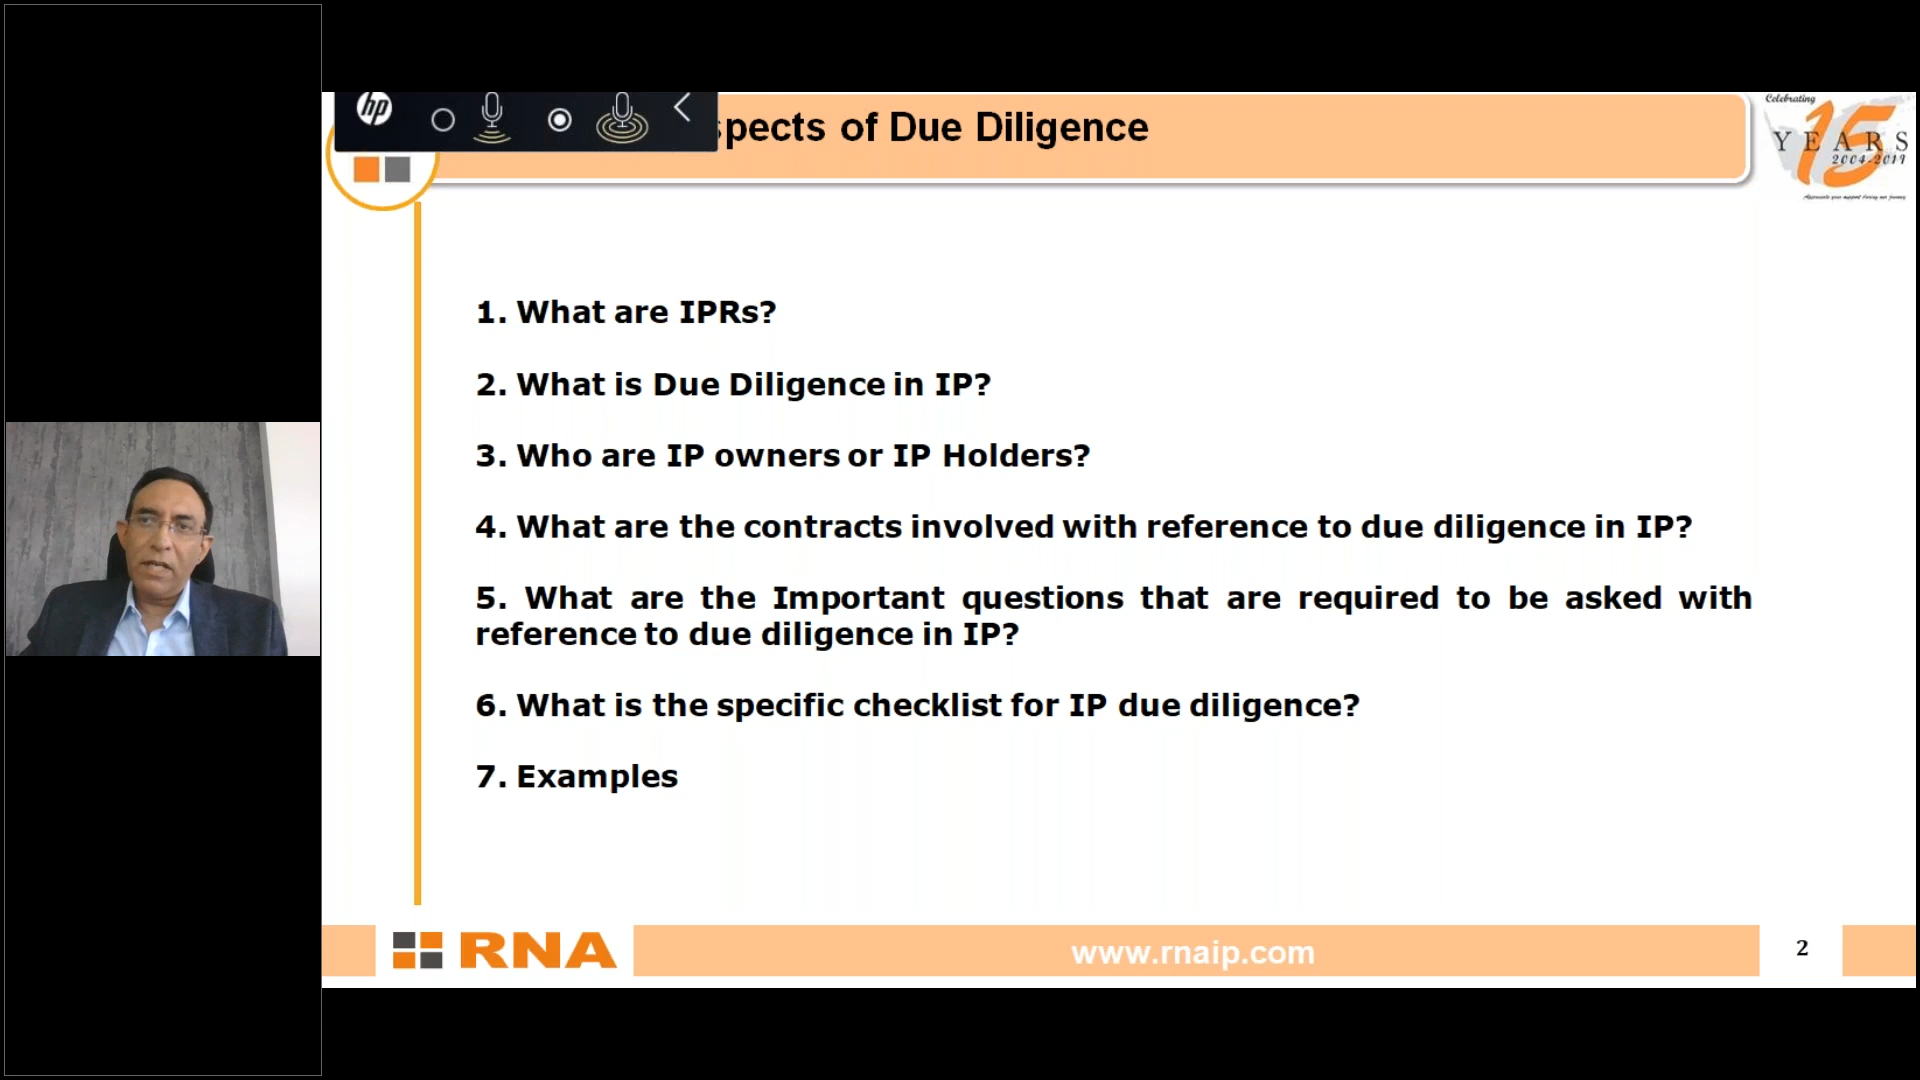 hp
of Due Diligence
Celebrating
15
YEARS
2004-2019
1. What are IPRs?
2. What is Due Diligence in IP?
3. Who are IP owners or IP Holders?
4. What are the contracts involved with reference to due diligence in IP?
5. What are the Important questions that are required to be asked with
reference to due diligence in IP?
6. What is the specific checklist for IP due diligence?
7. Examples
RNA
www.rnaip.com
2